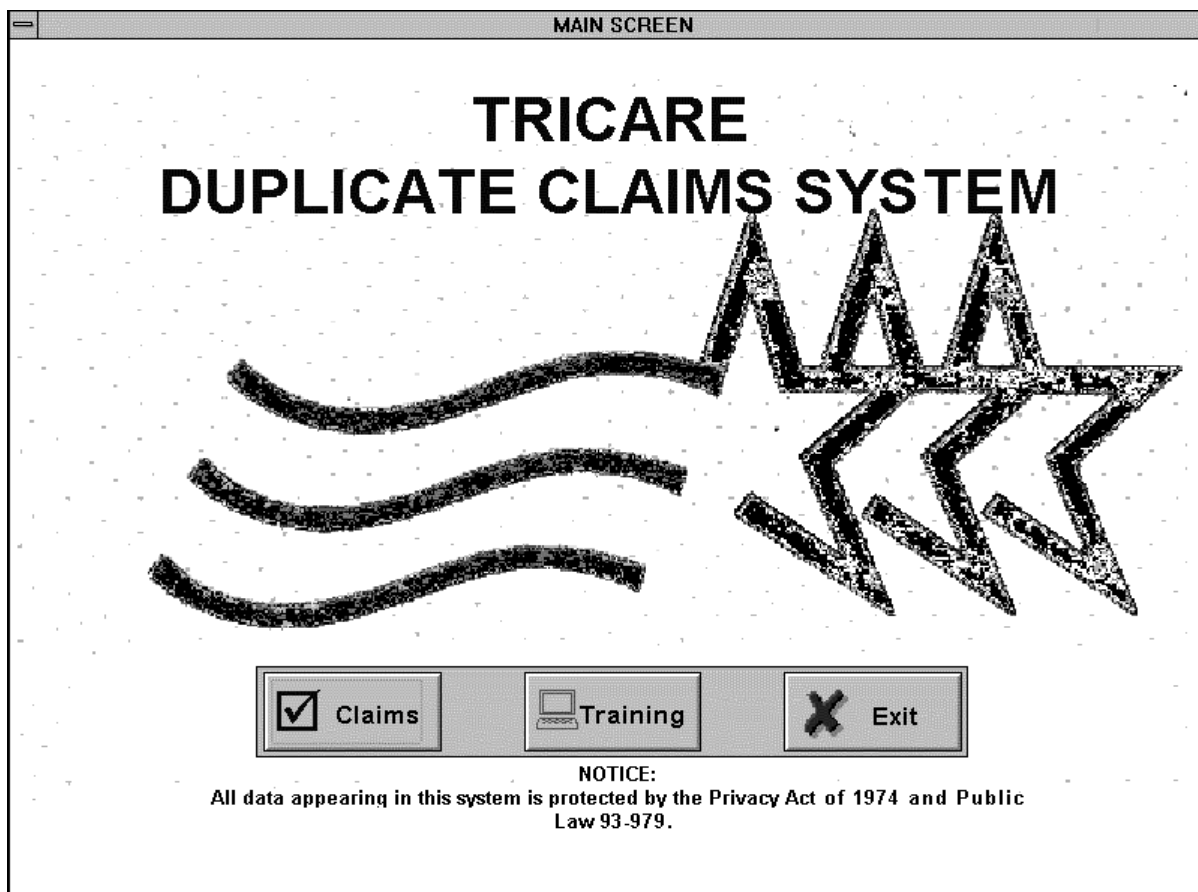 MAIN SCREEN
TRICARE
DUPLICATE CLAIMS SYSTEM
Claims
Training
Exit
NOTICE:
All data appearing in this system is protected by the Privacy Act of 1974 and Public
Law 93-979.